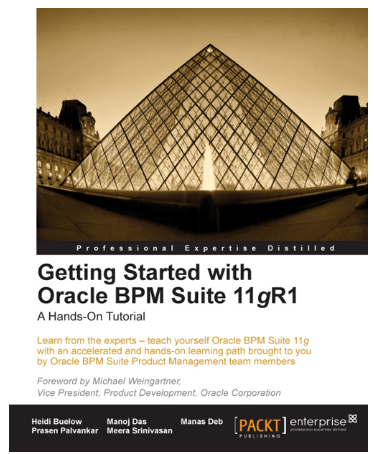 Professional Expertise Distilled
Getting Started with
Oracle BPM Suite 11gR1
A Hands-On Tutorial
Learn from the experts – teach yourself Oracle BPM Suite 11g
with an accelerated and hands-on learning path brought to you
by Oracle BPM Suite Product Management team members
Foreword by Michael Weingartner,
Vice President, Product Development, Oracle Corporation
Heidi Buelow Manoj Das Manas Deb
Prasen Palvankar Meera Srinivasan
[PACKT]
PUBLISHING
enterprise
professional expertise distilled